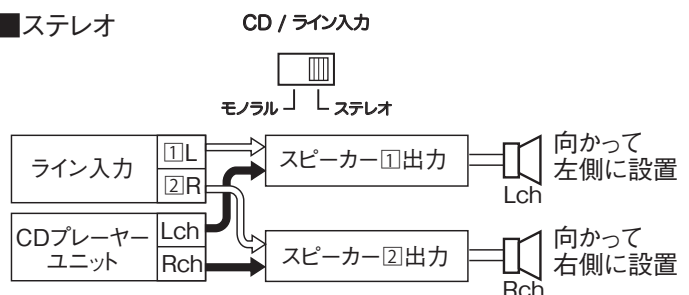 ■ステレオ
CD / ライン入力
モノラル ステレオ
ライン入力
1L
2R
スピーカー1出力
Lch
向かって
左側に設置
CDプレーヤー
ユニット
Lch
Rch
スピーカー2出力
Rch
向かって
右側に設置